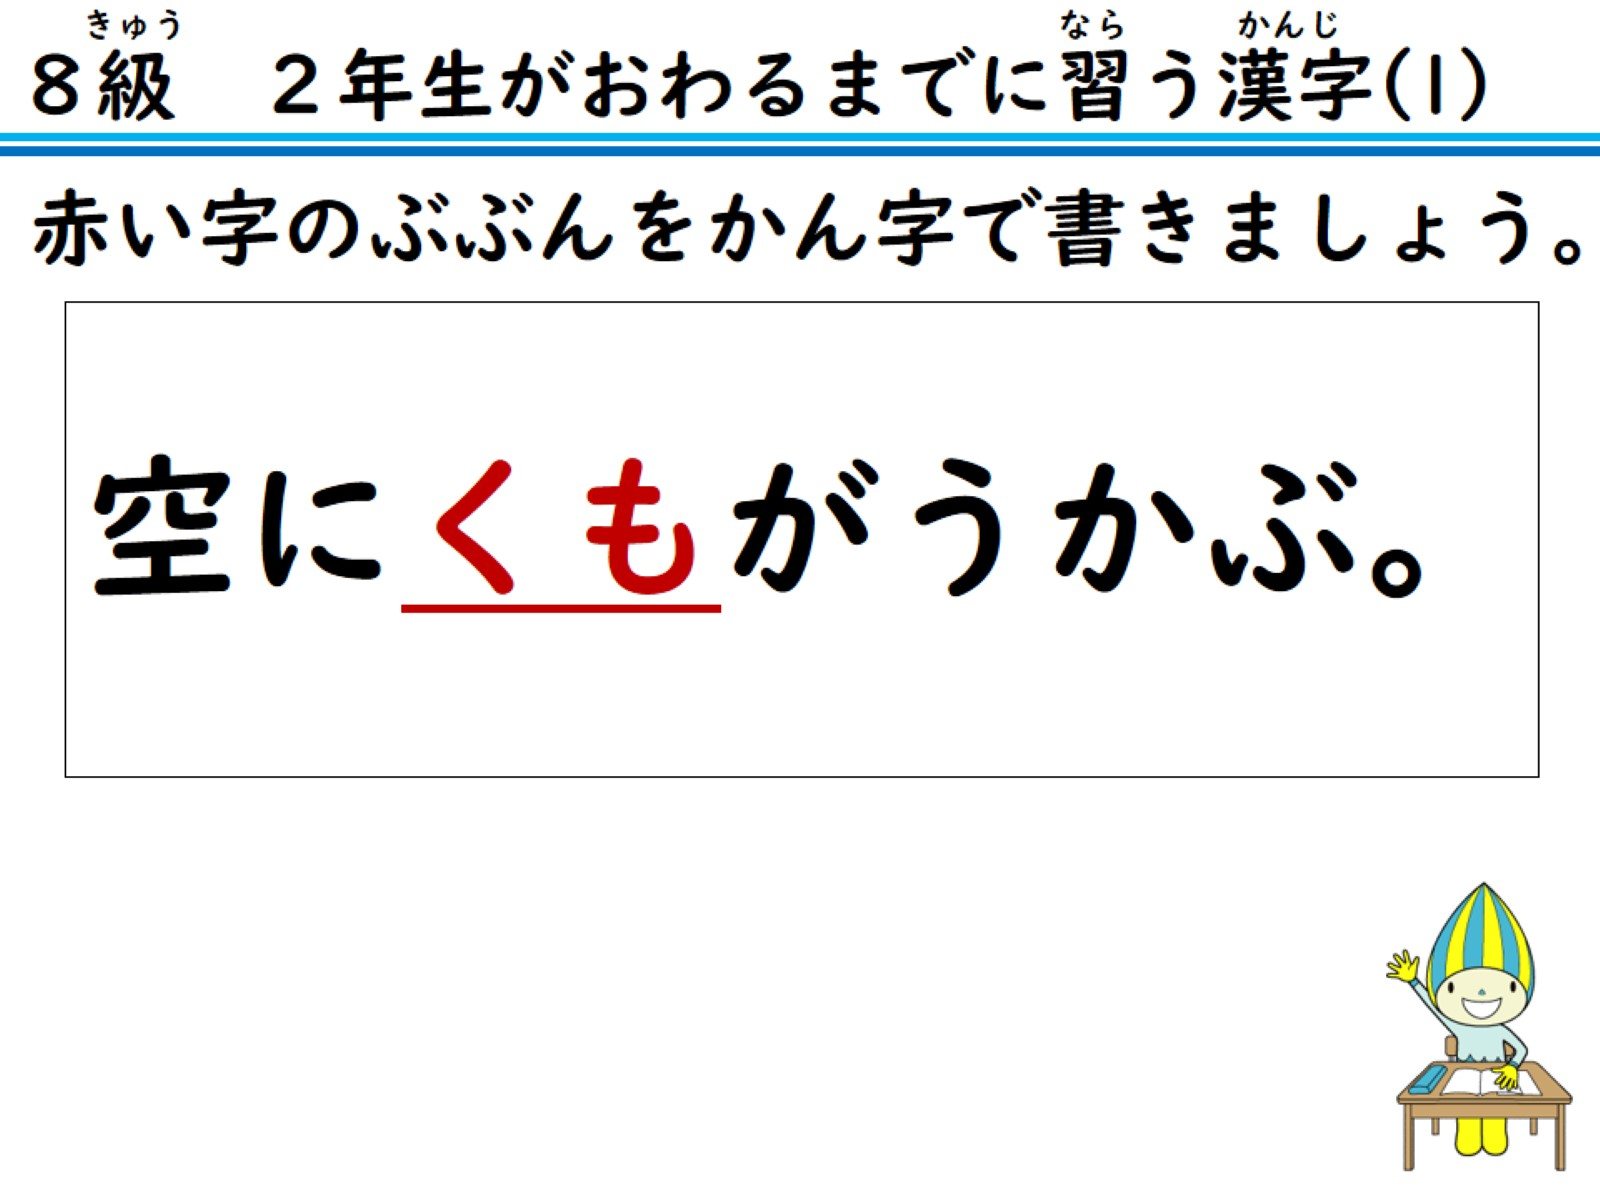 きゅう なら かんじ
８級　２年生がおわるまでに習う漢字(1)
赤い字のぶぶんをかん字で書きましょう。
空にくもがうかぶ。